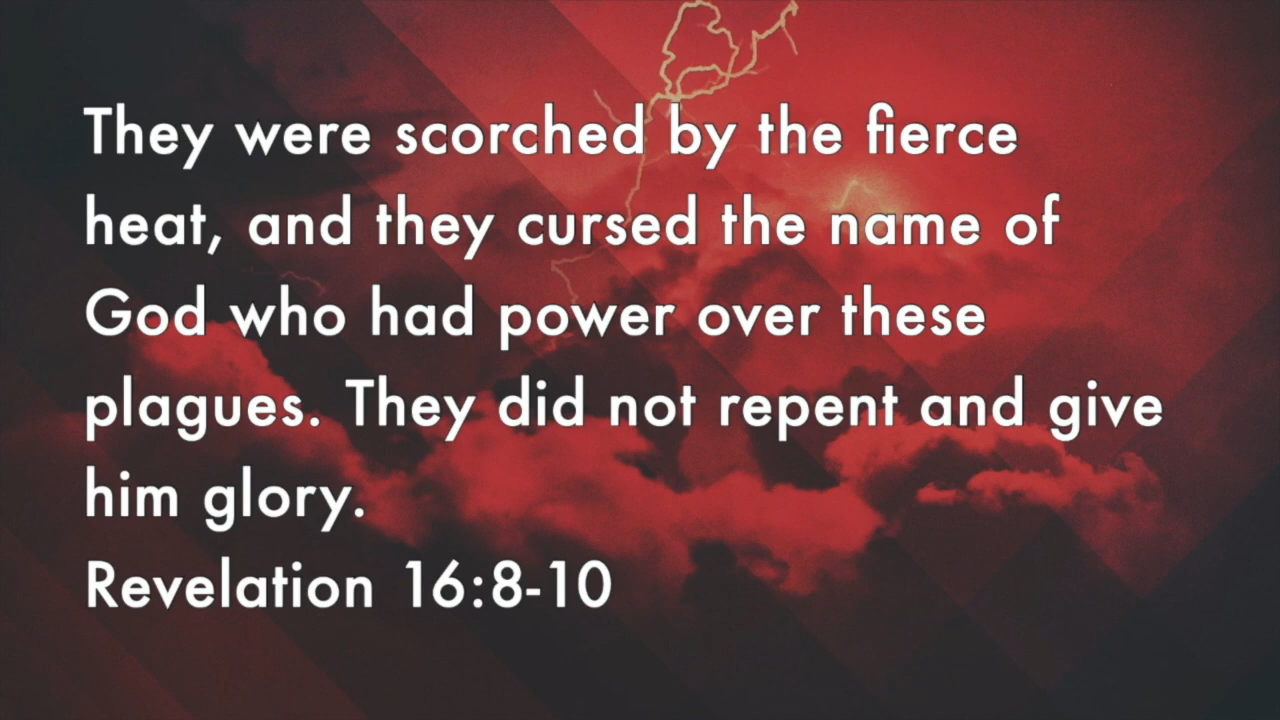 They were scorched by the fierce
heat, and they cursed the name of
God who had power over these
plagues. They did not repent and give
him glory.
Revelation 16:8-10